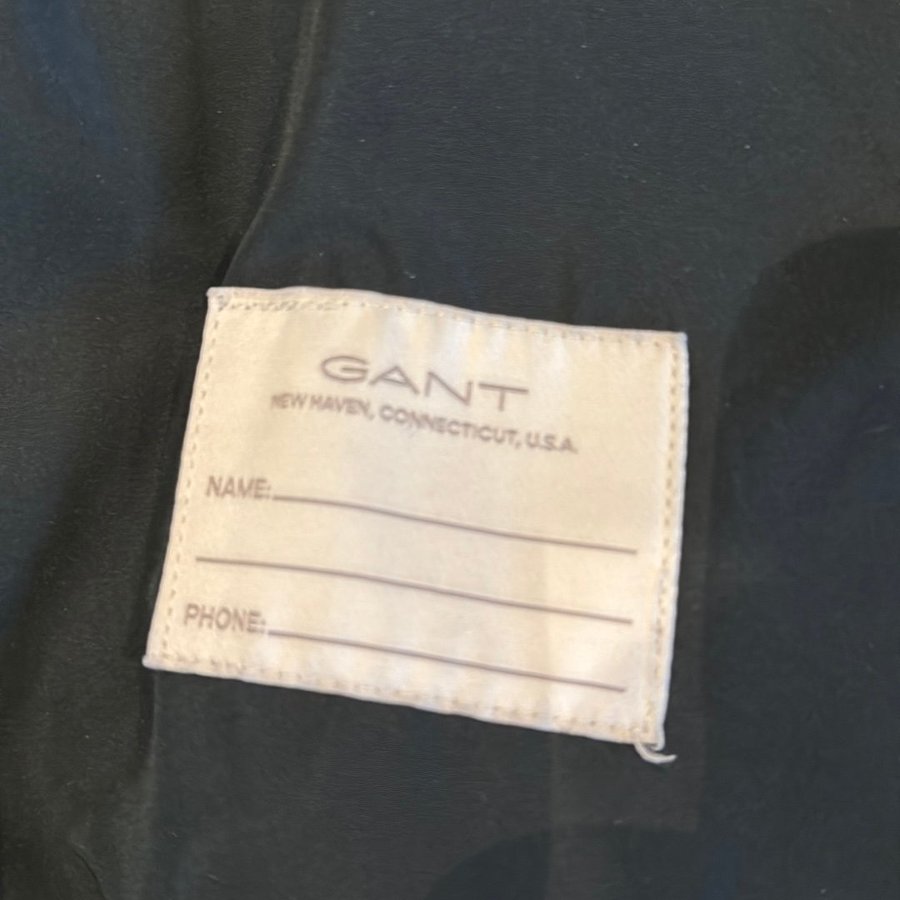 GANT
NEW HAVEN, CONNECTICUT, U.S.A.
NAME:
PHONE: